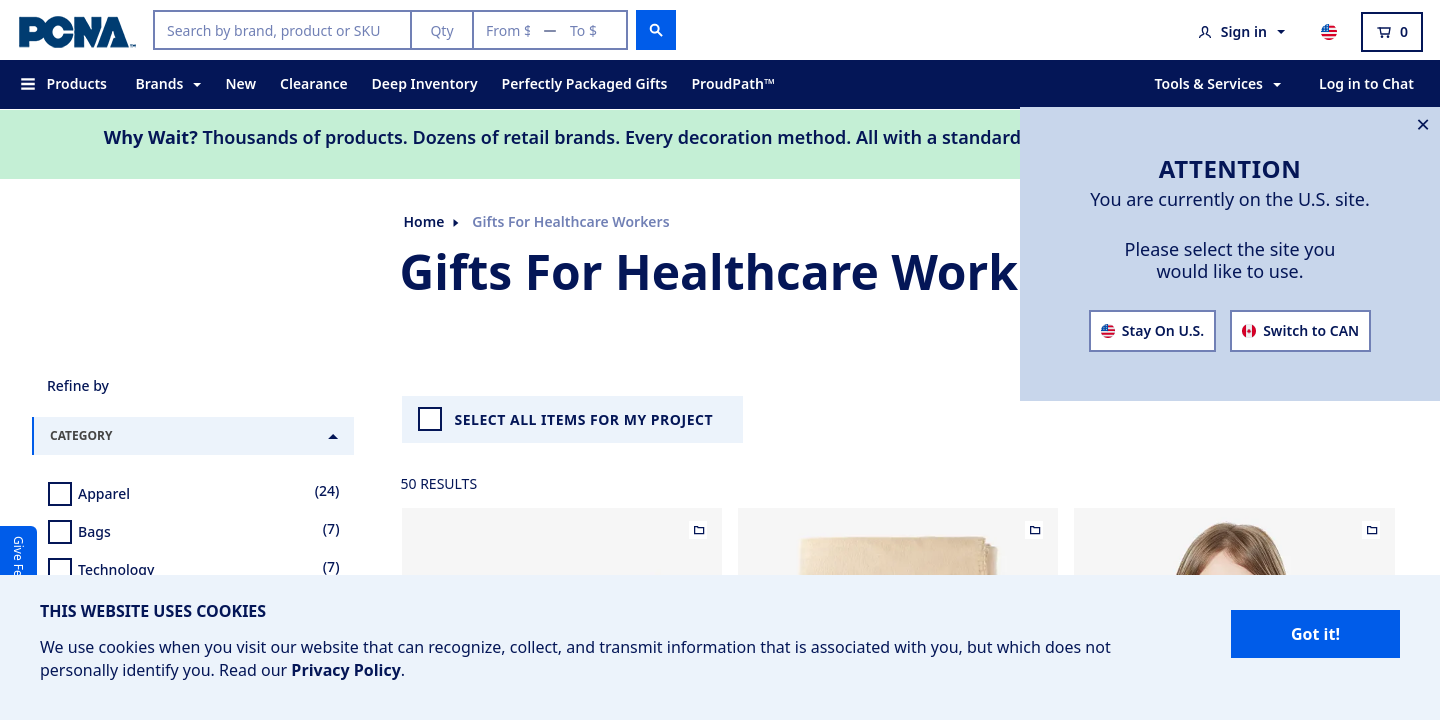 PCNA™
Search by brand, product or SKU
Qty
From $ — To $
Sign in
0
Products
Brands
New
Clearance
Deep Inventory
Perfectly Packaged Gifts
ProudPath™
Tools & Services
Log in to Chat
Why Wait? Thousands of products. Dozens of retail brands. Every decoration method. All with a standard
ATTENTION
You are currently on the U.S. site.
Please select the site you
would like to use.
Stay On U.S.
Switch to CAN
Home
Gifts For Healthcare Workers
Gifts For Healthcare Work
Refine by
CATEGORY
SELECT ALL ITEMS FOR MY PROJECT
50 RESULTS
Apparel (24)
Bags (7)
Technology (7)
Give Fe
THIS WEBSITE USES COOKIES
We use cookies when you visit our website that can recognize, collect, and transmit information that is associated with you, but which does not
personally identify you. Read our Privacy Policy.
Got it!